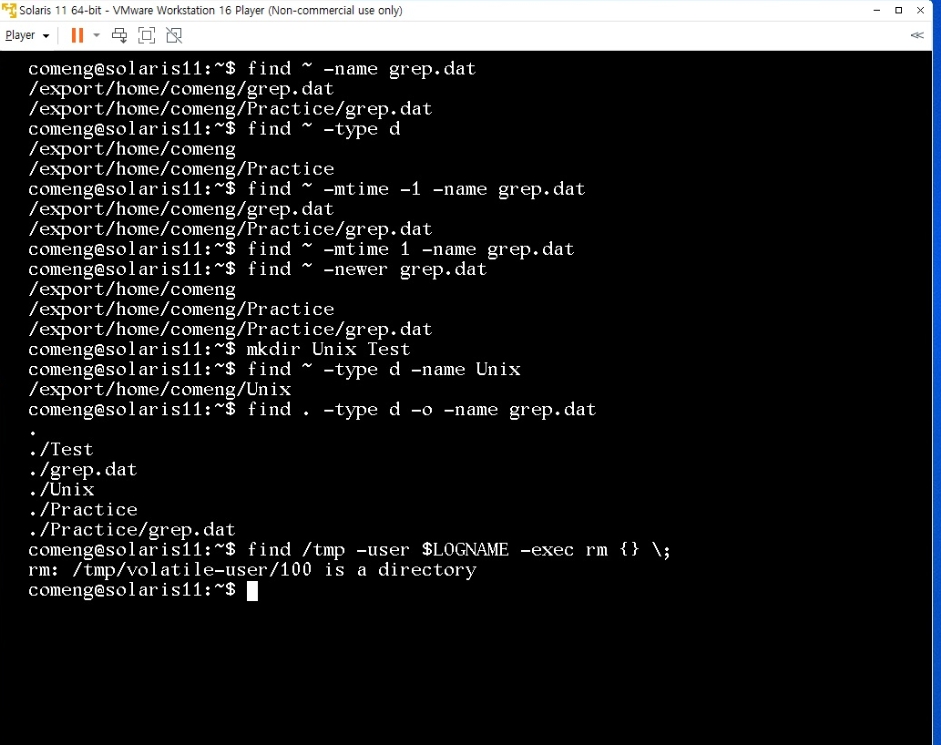 Solaris 11 64-bit - VMware Workstation 16 Player (Non-commercial use only)
Player
comeng@solaris11:~$ find ~ -name grep.dat
/export/home/comeng/grep.dat
/export/home/comeng/Practice/grep.dat
comeng@solaris11:~$ find ~ -type d
/export/home/comeng
/export/home/comeng/Practice
comeng@solaris11:~$ find ~ -mtime -1 -name grep.dat
/export/home/comeng/grep.dat
/export/home/comeng/Practice/grep.dat
comeng@solaris11:~$ find ~ -mtime 1 -name grep.dat
comeng@solaris11:~$ find ~ -newer grep.dat
/export/home/comeng
/export/home/comeng/Practice
/export/home/comeng/Practice/grep.dat
comeng@solaris11:~$ mkdir Unix Test
comeng@solaris11:~$ find ~ -type d -name Unix
/export/home/comeng/Unix
comeng@solaris11:~$ find . -type d -o -name grep.dat
.
./Test
./grep.dat
./Unix
./Practice
./Practice/grep.dat
comeng@solaris11:~$ find /tmp -user $LOGNAME -exec rm {} \;
rm: /tmp/volatile-user/100 is a directory
comeng@solaris11:~$